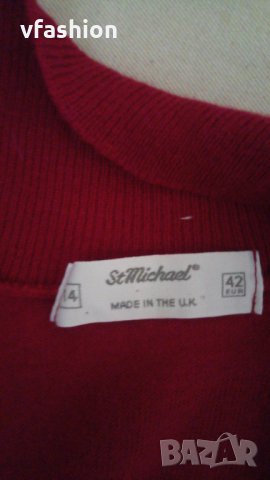 vfashion
St Michael®
14
42
EUR
MADE IN THE U.K.
BAZAR